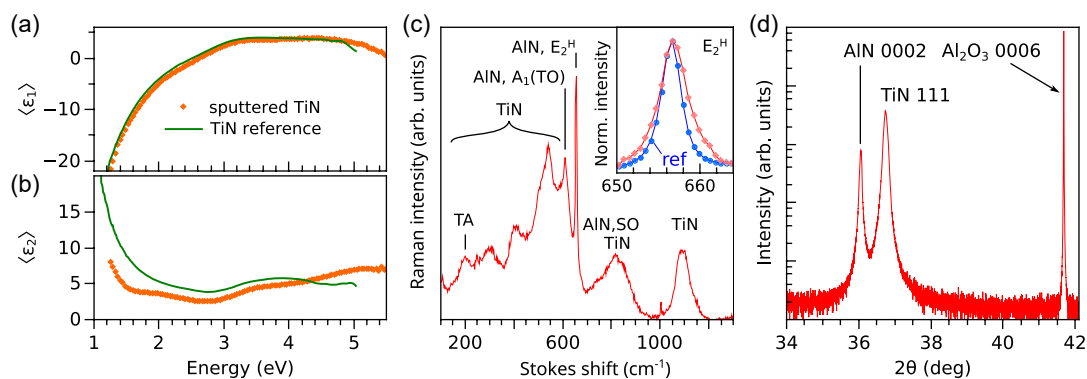 (a)
0
−10
−20
⟨ε₁⟩
sputtered TiN
TiN reference
(b)
15
10
5
0
⟨ε₂⟩
1 2 3 4 5
Energy (eV)
(c)
AlN, E₂ᴴ
AlN, A₁(TO)
TiN
TA
AlN,SO
TiN
TiN
Raman intensity (arb. units)
200 600 1000
Stokes shift (cm⁻¹)
E₂ᴴ
Norm. intensity
ref
650 660
(d)
AlN 0002
Al₂O₃ 0006
TiN 111
Intensity (arb. units)
34 36 38 40 42
2θ (deg)